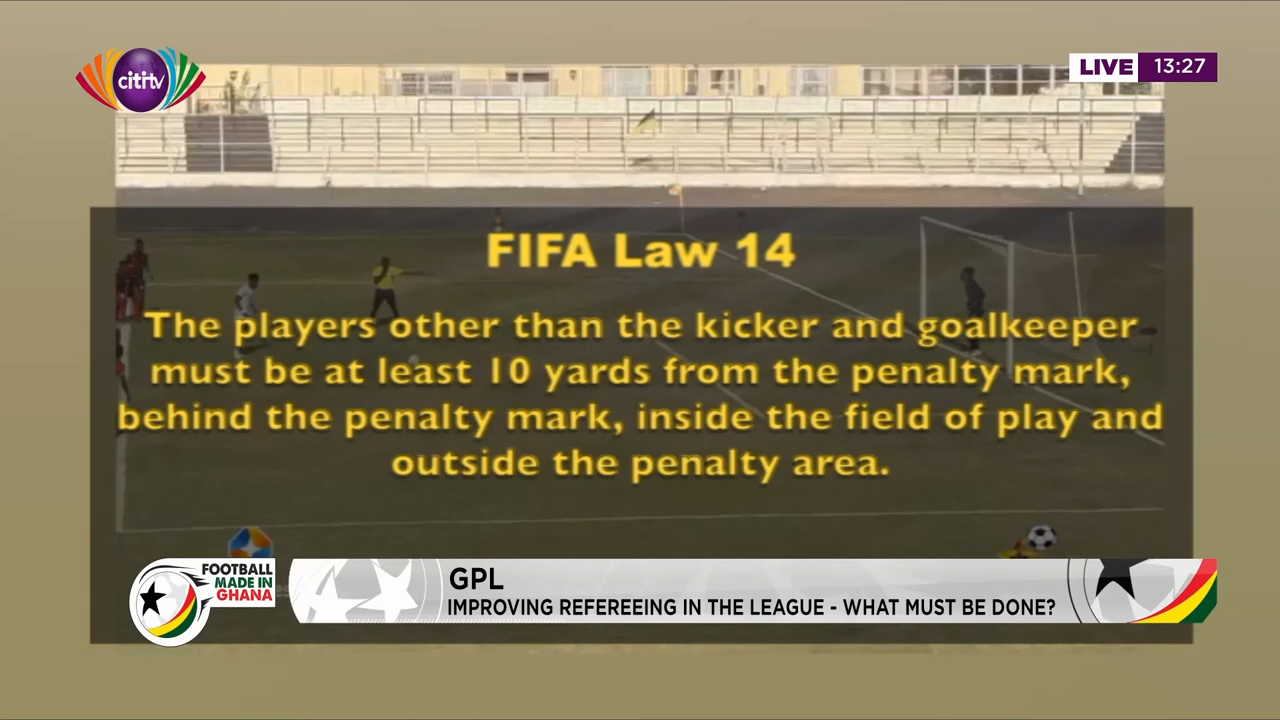 citi tv
LIVE 13:27
FIFA Law 14
The players other than the kicker and goalkeeper
must be at least 10 yards from the penalty mark,
behind the penalty mark, inside the field of play and
outside the penalty area.
FOOTBALL
MADE IN
GHANA
GPL
IMPROVING REFEREEING IN THE LEAGUE - WHAT MUST BE DONE?